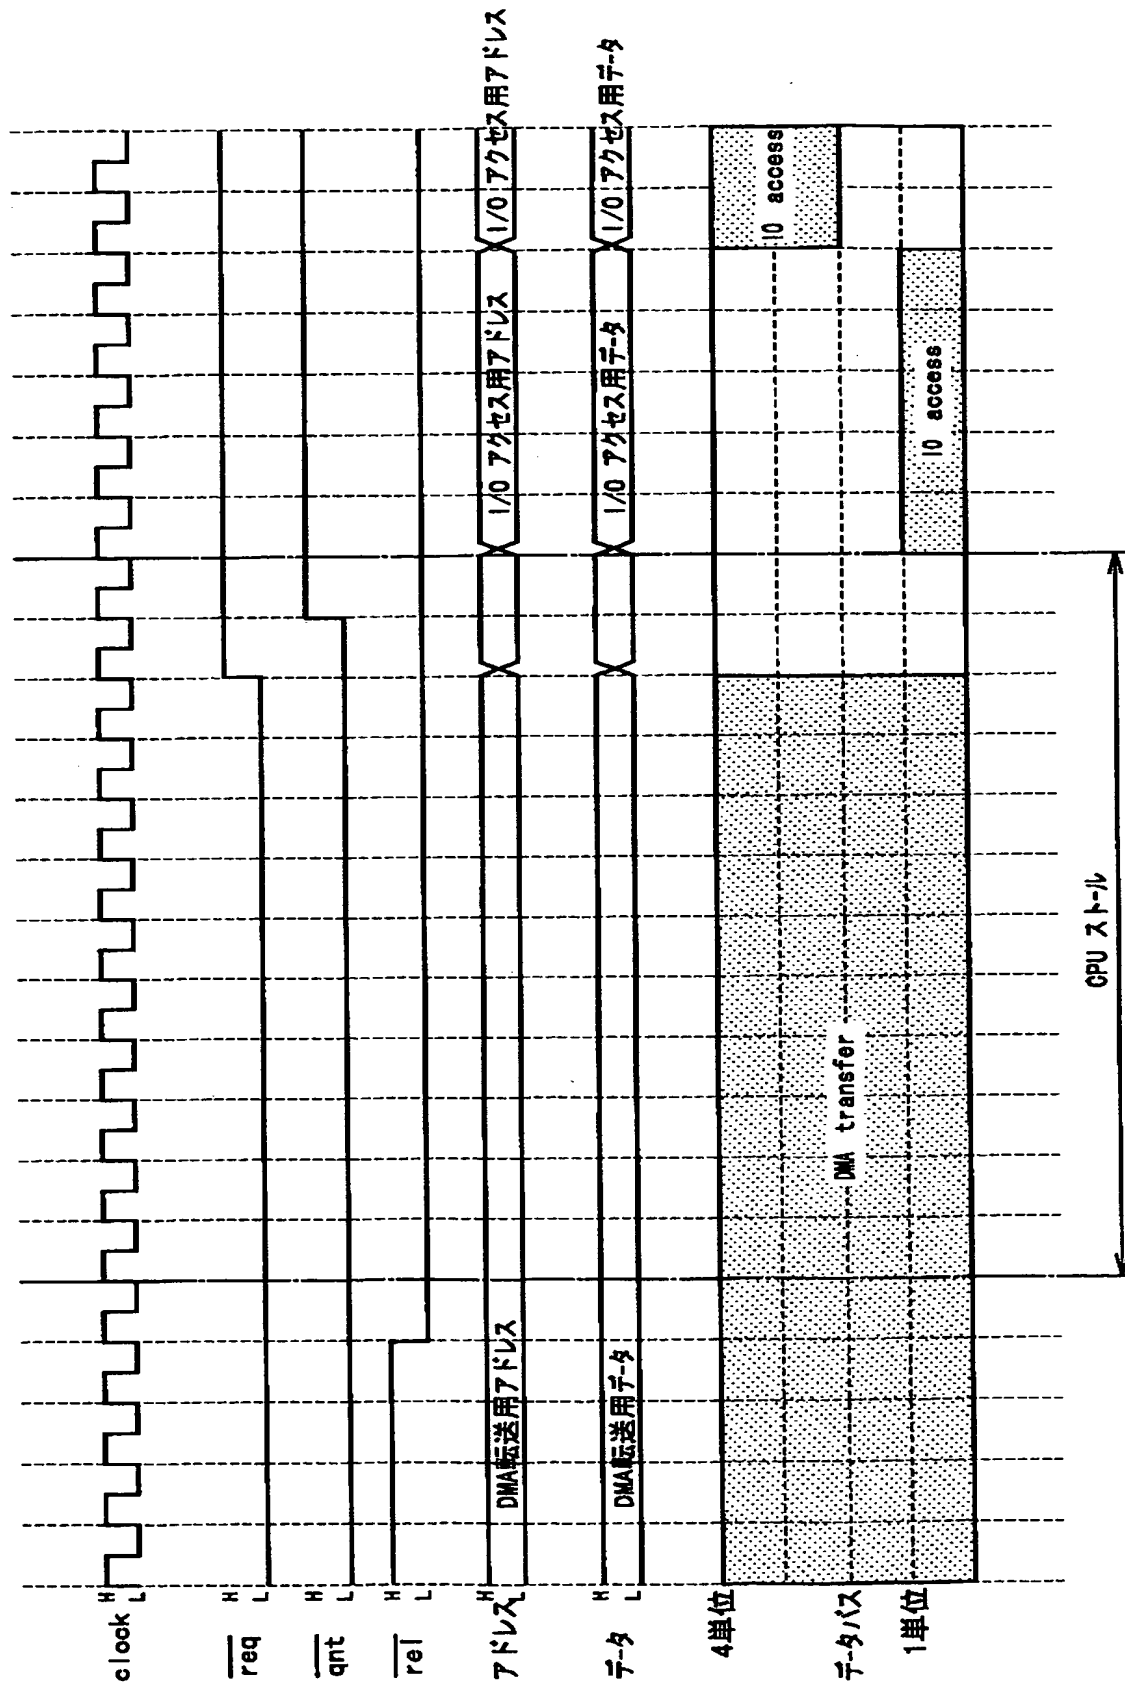 clock
H
L
req
H
L
qnt
H
L
rel
H
L
アドレス
H
L
DMA転送用アドレス
I/O アクセス用アドレス
I/O アクセス用アドレス
データ
H
L
DMA転送用データ
I/O アクセス用データ
I/O アクセス用データ
4単位
データバス
1単位
DMA transfer
IO access
IO access
CPU ストール